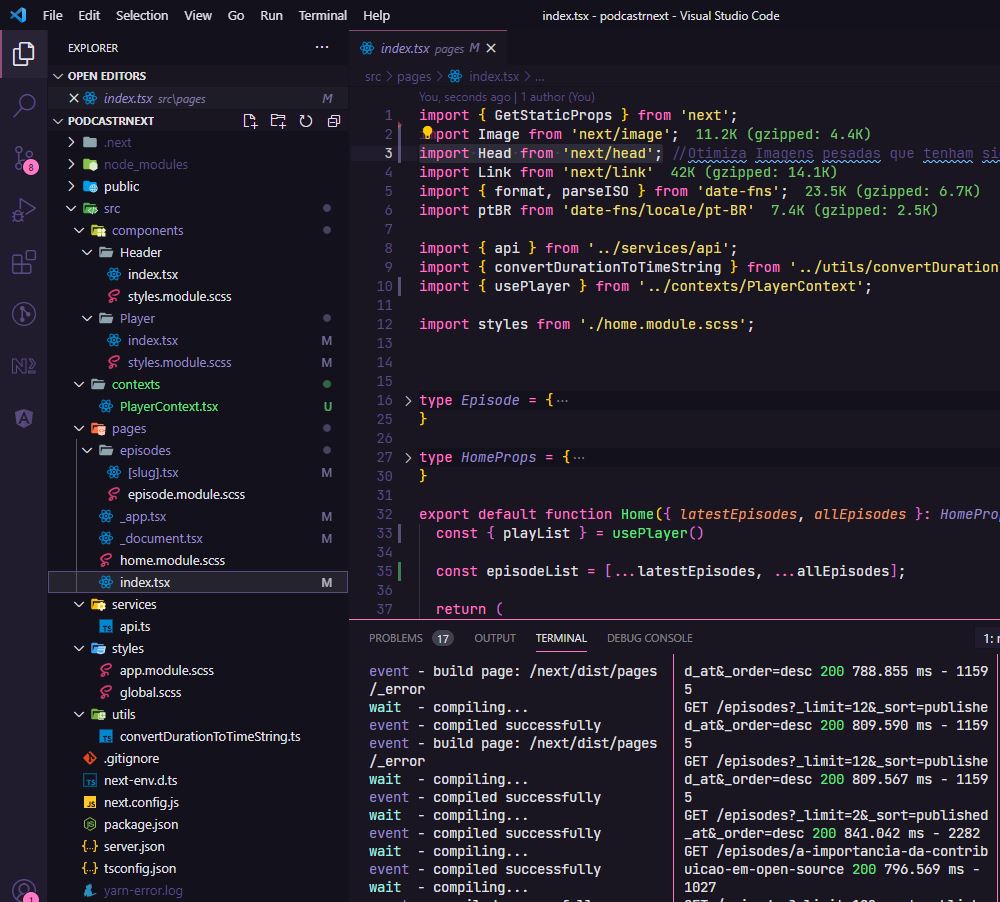 File Edit Selection View Go Run Terminal Help index.tsx - podcastrnext - Visual Studio Code
EXPLORER
OPEN EDITORS
index.tsx src\pages M
PODCASTRNEXT
.next
node_modules
public
src
components
Header
index.tsx
styles.module.scss
Player
index.tsx M
styles.module.scss M
contexts
PlayerContext.tsx U
pages
episodes
[slug].tsx M
episode.module.scss
_app.tsx M
_document.tsx M
home.module.scss
index.tsx M
services
api.ts
styles
app.module.scss
global.scss
utils
convertDurationToTimeString.ts
.gitignore
next-env.d.ts
next.config.js
package.json
server.json
tsconfig.json
yarn-error.log
8
1
index.tsx pages M
src > pages > index.tsx > ...
You, seconds ago | 1 author (You)
1 import { GetStaticProps } from 'next';
2 import Image from 'next/image'; 11.2K (gzipped: 4.4K)
3 import Head from 'next/head'; //Otimiza Imagens pesadas que tenham si
4 import Link from 'next/link' 42K (gzipped: 14.1K)
5 import { format, parseISO } from 'date-fns'; 23.5K (gzipped: 6.7K)
6 import ptBR from 'date-fns/locale/pt-BR' 7.4K (gzipped: 2.5K)
7
8 import { api } from '../services/api';
9 import { convertDurationToTimeString } from '../utils/convertDuration
10 import { usePlayer } from '../contexts/PlayerContext';
11
12 import styles from './home.module.scss';
13
14
15
16 > type Episode = { ...
25 }
26
27 > type HomeProps = { ...
30 }
31
32 export default function Home({ latestEpisodes, allEpisodes }: HomeProp
33 const { playList } = usePlayer()
34
35 const episodeList = [...latestEpisodes, ...allEpisodes];
36
37 return (
PROBLEMS 17 OUTPUT TERMINAL DEBUG CONSOLE 1:
event - build page: /next/dist/pages
/_error
wait - compiling...
event - compiled successfully
event - build page: /next/dist/pages
/_error
wait - compiling...
event - compiled successfully
wait - compiling...
event - compiled successfully
wait - compiling...
event - compiled successfully
wait - compiling...
d_at&_order=desc 200 788.855 ms - 1159
5
GET /episodes?_limit=12&_sort=publishe
d_at&_order=desc 200 809.590 ms - 1159
5
GET /episodes?_limit=12&_sort=publishe
d_at&_order=desc 200 809.567 ms - 1159
5
GET /episodes?_limit=2&_sort=published
_at&_order=desc 200 841.042 ms - 2282
GET /episodes/a-importancia-da-contrib
uicao-em-open-source 200 796.569 ms -
1027